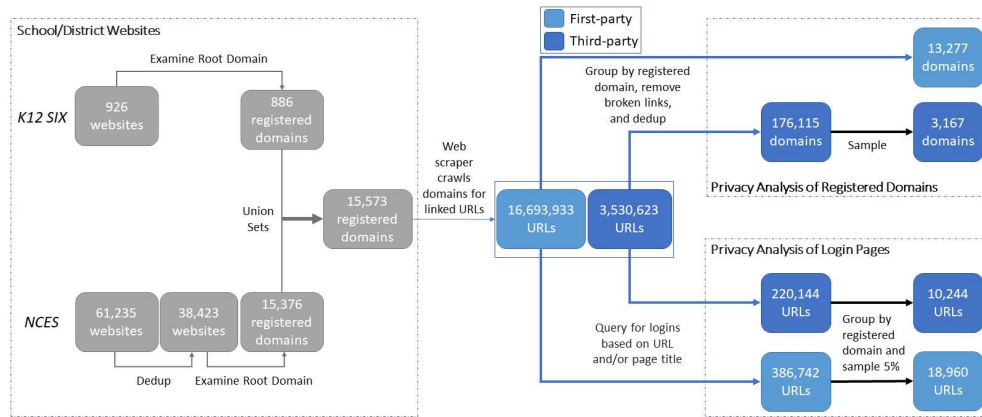 School/District Websites
Examine Root Domain
K12 SIX
926
websites
886
registered
domains
Union
Sets
15,573
registered
domains
NCES
61,235
websites
38,423
websites
15,376
registered
domains
Dedup
Examine Root Domain
Web
scraper
crawls
domains for
linked URLs
First-party
Third-party
16,693,933
URLs
3,530,623
URLs
Group by registered
domain, remove
broken links,
and dedup
13,277
domains
176,115
domains
Sample
3,167
domains
Privacy Analysis of Registered Domains
Query for logins
based on URL
and/or page title
Privacy Analysis of Login Pages
220,144
URLs
10,244
URLs
Group by
registered
domain and
sample 5%
386,742
URLs
18,960
URLs